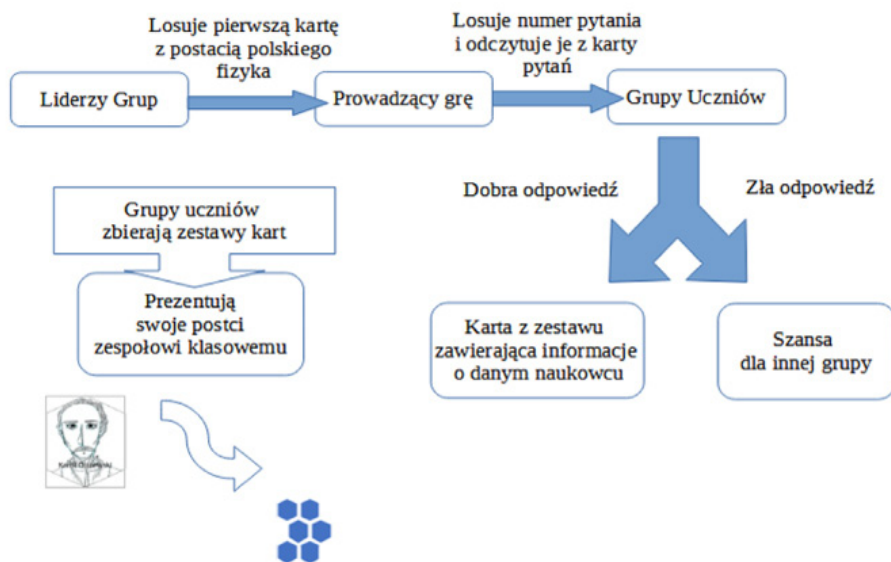 Losuje pierwszą kartę
z postacią polskiego
fizyka
Losuje numer pytania
i odczytuje je z karty
pytań
Liderzy Grup
Prowadzący grę
Grupy Uczniów
Dobra odpowiedź
Zła odpowiedź
Grupy uczniów
zbierają zestawy kart
Prezentują
swoje postci
zespołowi klasowemu
Karta z zestawu
zawierająca informacje
o danym naukowcu
Szansa
dla innej grupy